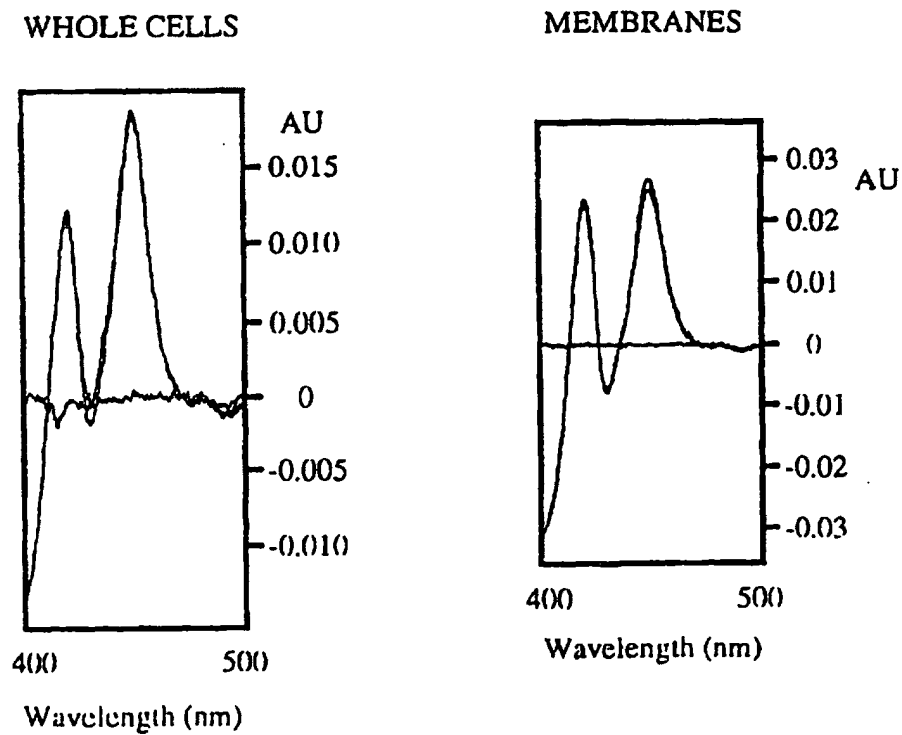 WHOLE CELLS
AU
0.015
0.010
0.005
0
-0.005
-0.010
400 500
Wavelength (nm)
MEMBRANES
AU
0.03
0.02
0.01
0
-0.01
-0.02
-0.03
400 500
Wavelength (nm)